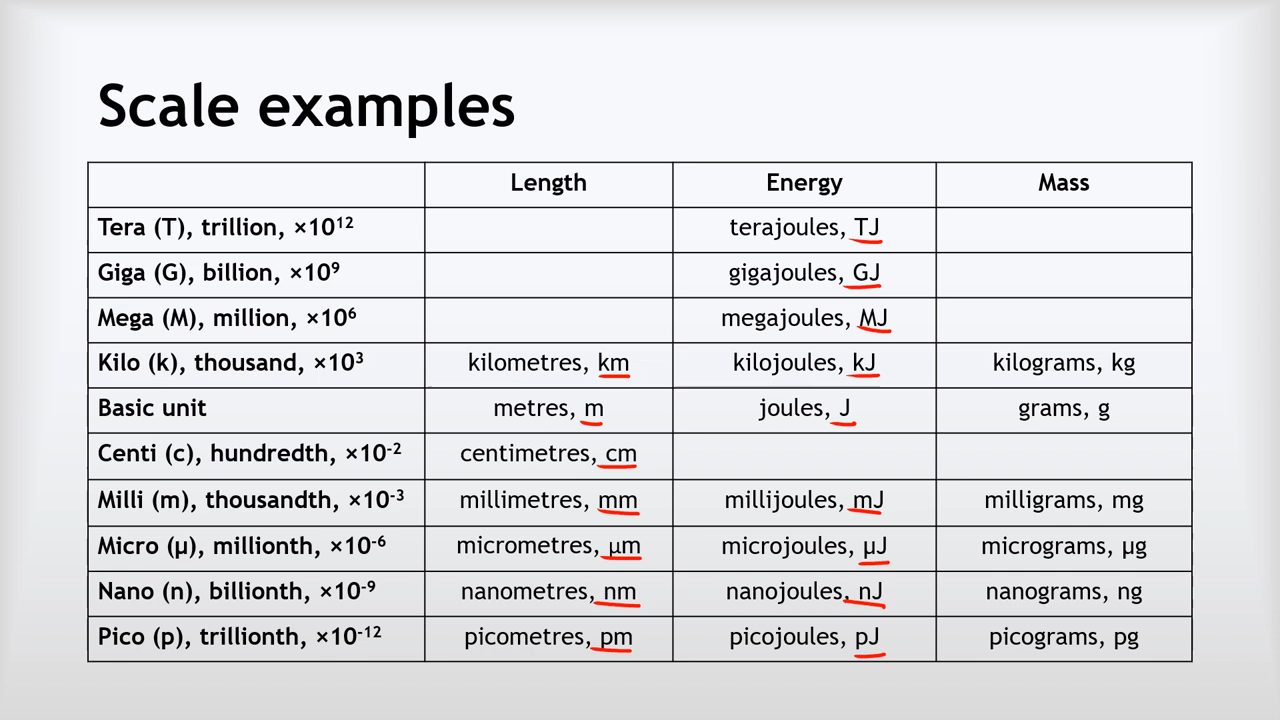 Scale examples
Length Energy Mass
Tera (T), trillion, ×10¹² terajoules, TJ
Giga (G), billion, ×10⁹ gigajoules, GJ
Mega (M), million, ×10⁶ megajoules, MJ
Kilo (k), thousand, ×10³ kilometres, km kilojoules, kJ kilograms, kg
Basic unit metres, m joules, J grams, g
Centi (c), hundredth, ×10⁻² centimetres, cm
Milli (m), thousandth, ×10⁻³ millimetres, mm millijoules, mJ milligrams, mg
Micro (µ), millionth, ×10⁻⁶ micrometres, µm microjoules, µJ micrograms, µg
Nano (n), billionth, ×10⁻⁹ nanometres, nm nanojoules, nJ nanograms, ng
Pico (p), trillionth, ×10⁻¹² picometres, pm picojoules, pJ picograms, pg